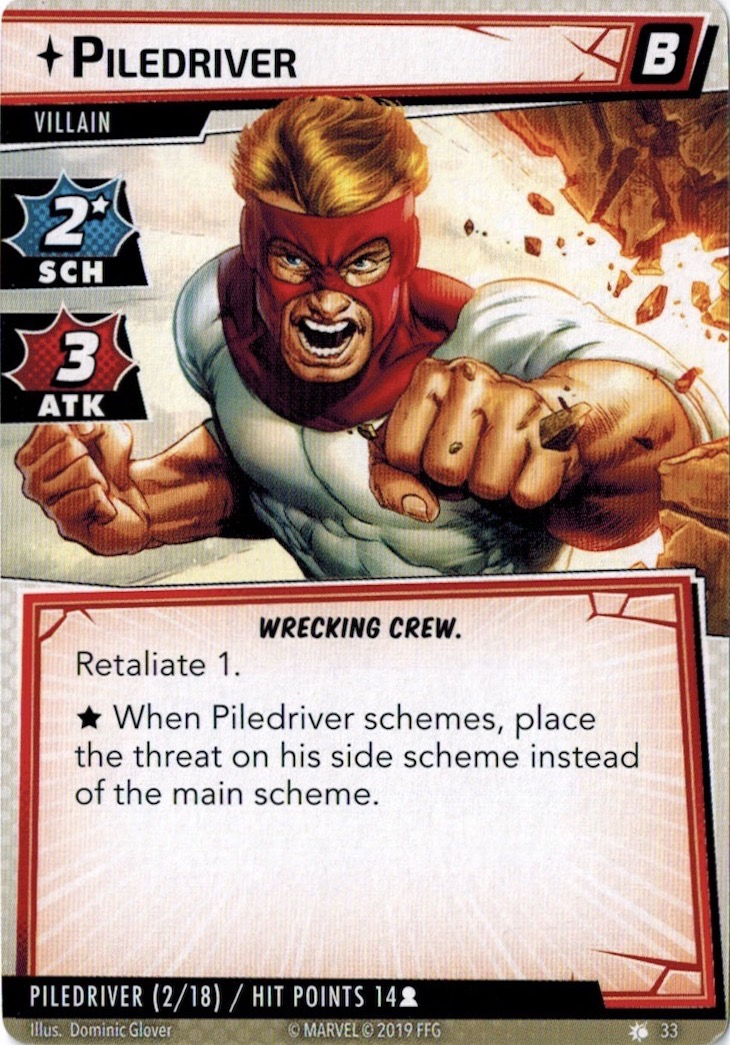 PILEDRIVER
B
VILLAIN
2
SCH
3
ATK
WRECKING CREW.
Retaliate 1.
★ When Piledriver schemes, place
the threat on his side scheme instead
of the main scheme.
PILEDRIVER (2/18) / HIT POINTS 14
Illus. Dominic Glover
© MARVEL © 2019 FFG
33